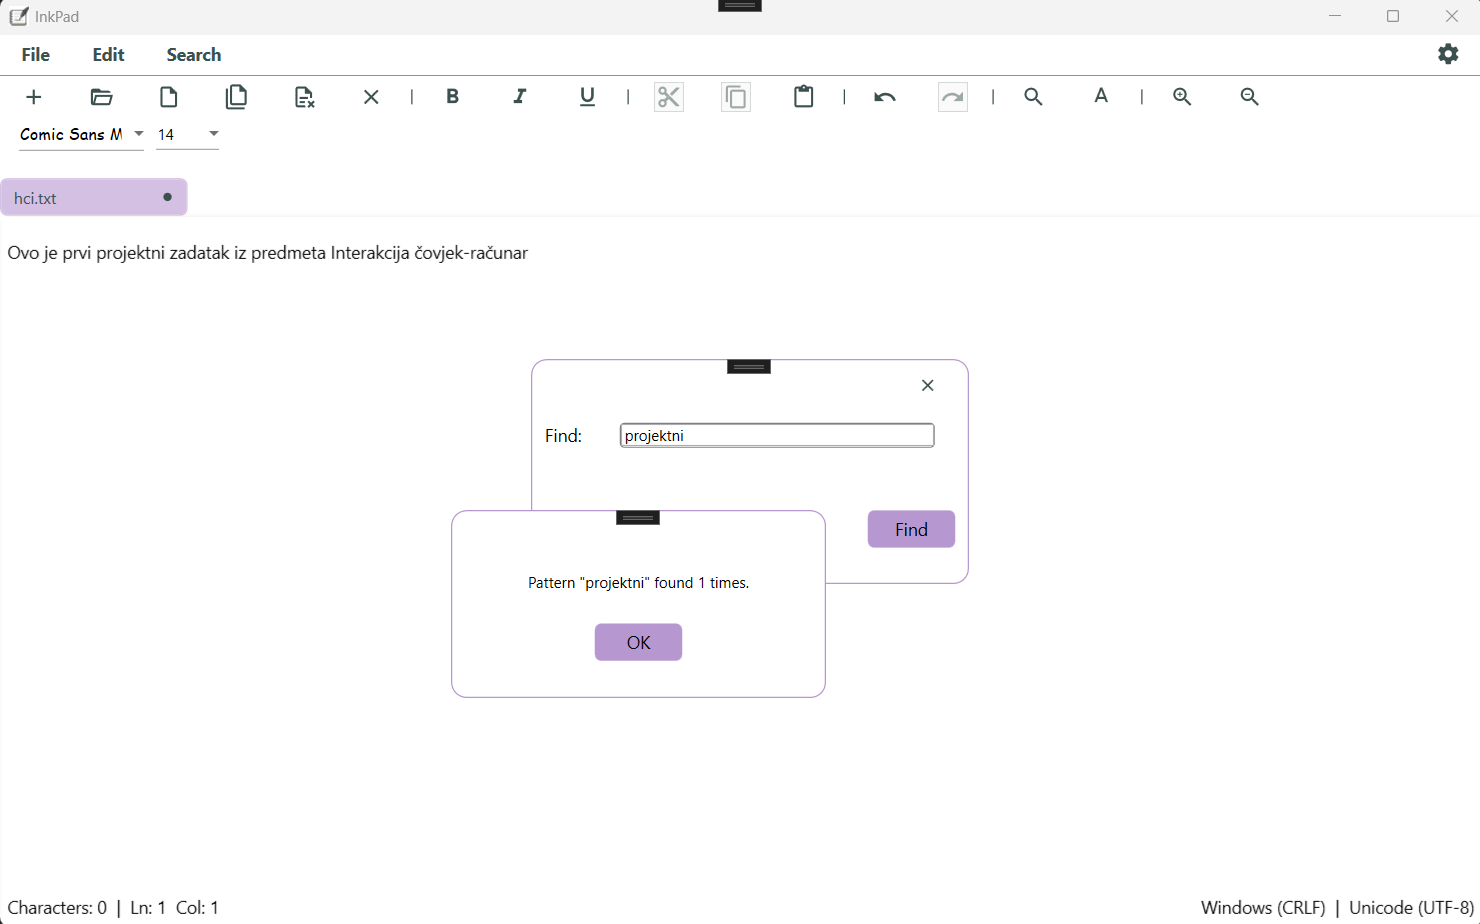 InkPad
File Edit Search
B I U A
Comic Sans M 14
hci.txt
Ovo je prvi projektni zadatak iz predmeta Interakcija čovjek-računar
Find: projektni
Find
Pattern "projektni" found 1 times.
OK
Characters: 0 | Ln: 1 Col: 1 Windows (CRLF) | Unicode (UTF-8)